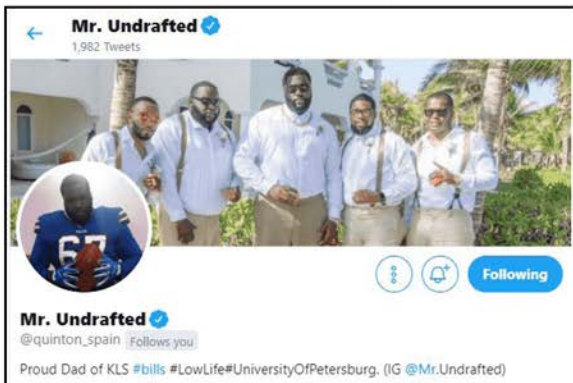 Mr. Undrafted
1,982 Tweets
67
Following
Mr. Undrafted
@quinton_spain Follows you
Proud Dad of KLS #bills #LowLife#UniversityOfPetersburg. (IG @Mr.Undrafted)